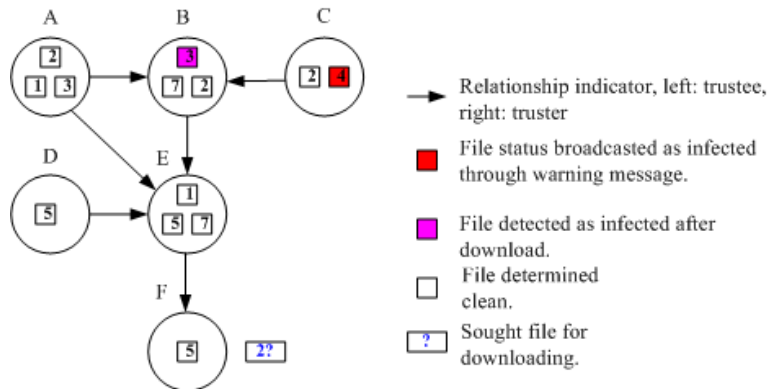 A
B
C
2
1 3
3
7 2
2 4
Relationship indicator, left: trustee,
right: truster
File status broadcasted as infected
through warning message.
D
E
5
1
5 7
File detected as infected after
download.
File determined
clean.
F
5
2?
? Sought file for
downloading.